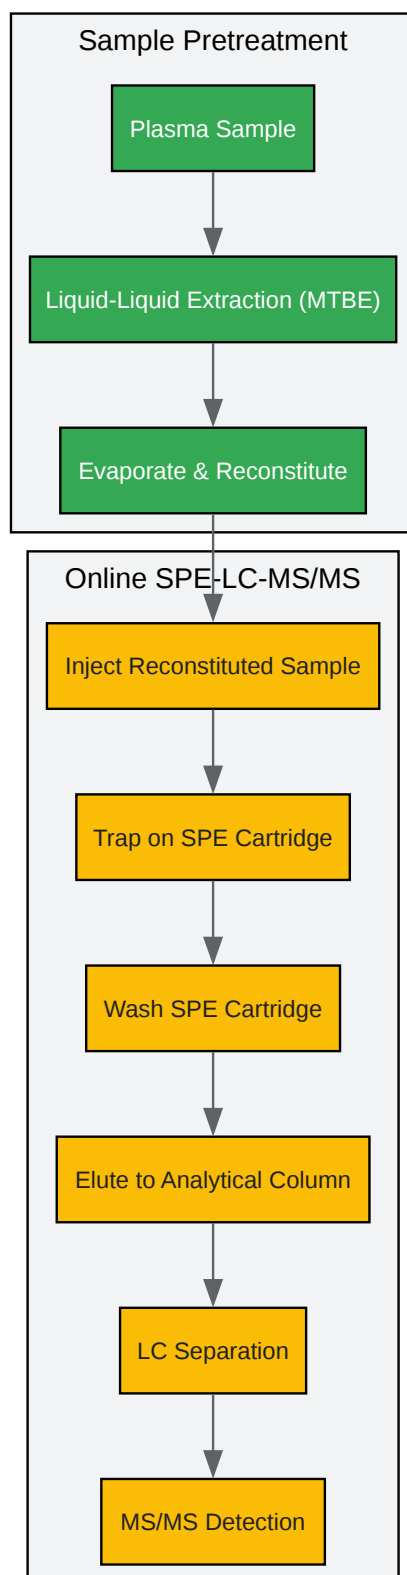 Sample Pretreatment
Plasma Sample
Liquid-Liquid Extraction (MTBE)
Evaporate & Reconstitute
Online SPE-LC-MS/MS
Inject Reconstituted Sample
Trap on SPE Cartridge
Wash SPE Cartridge
Elute to Analytical Column
LC Separation
MS/MS Detection